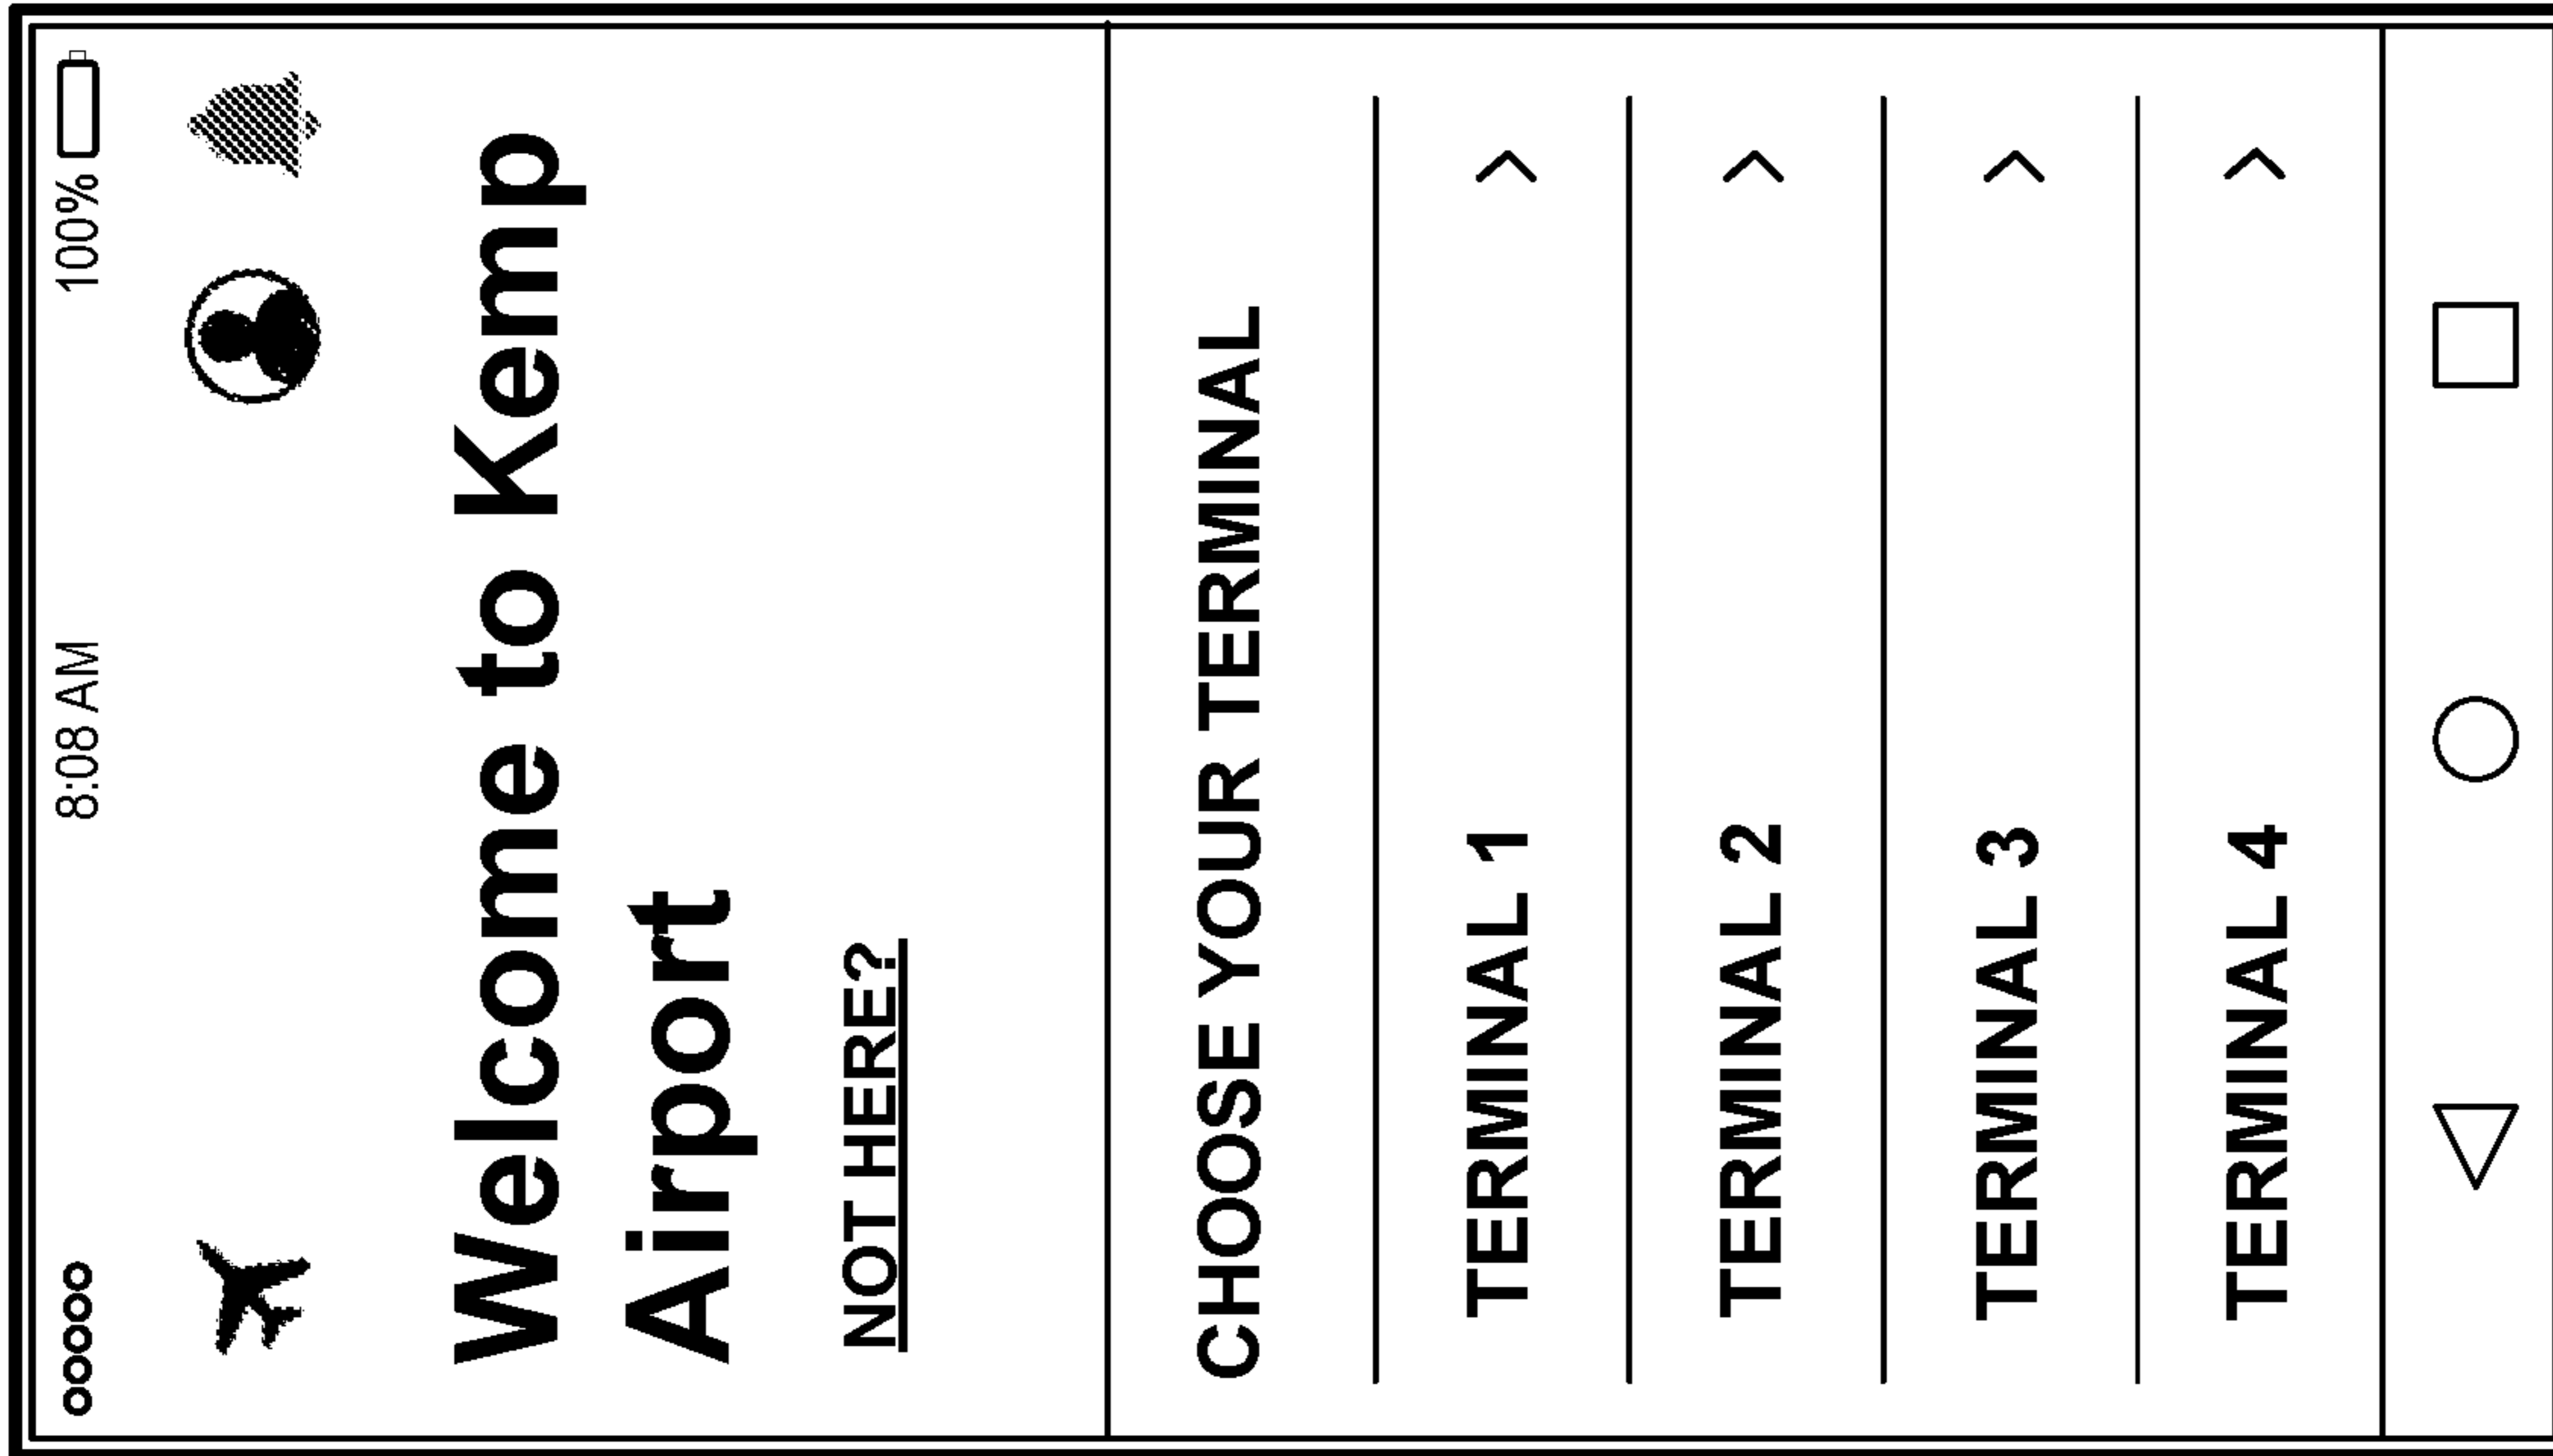 8:08 AM 100%
Welcome to Kemp
Airport
NOT HERE?
CHOOSE YOUR TERMINAL
TERMINAL 1 >
TERMINAL 2 >
TERMINAL 3 >
TERMINAL 4 >